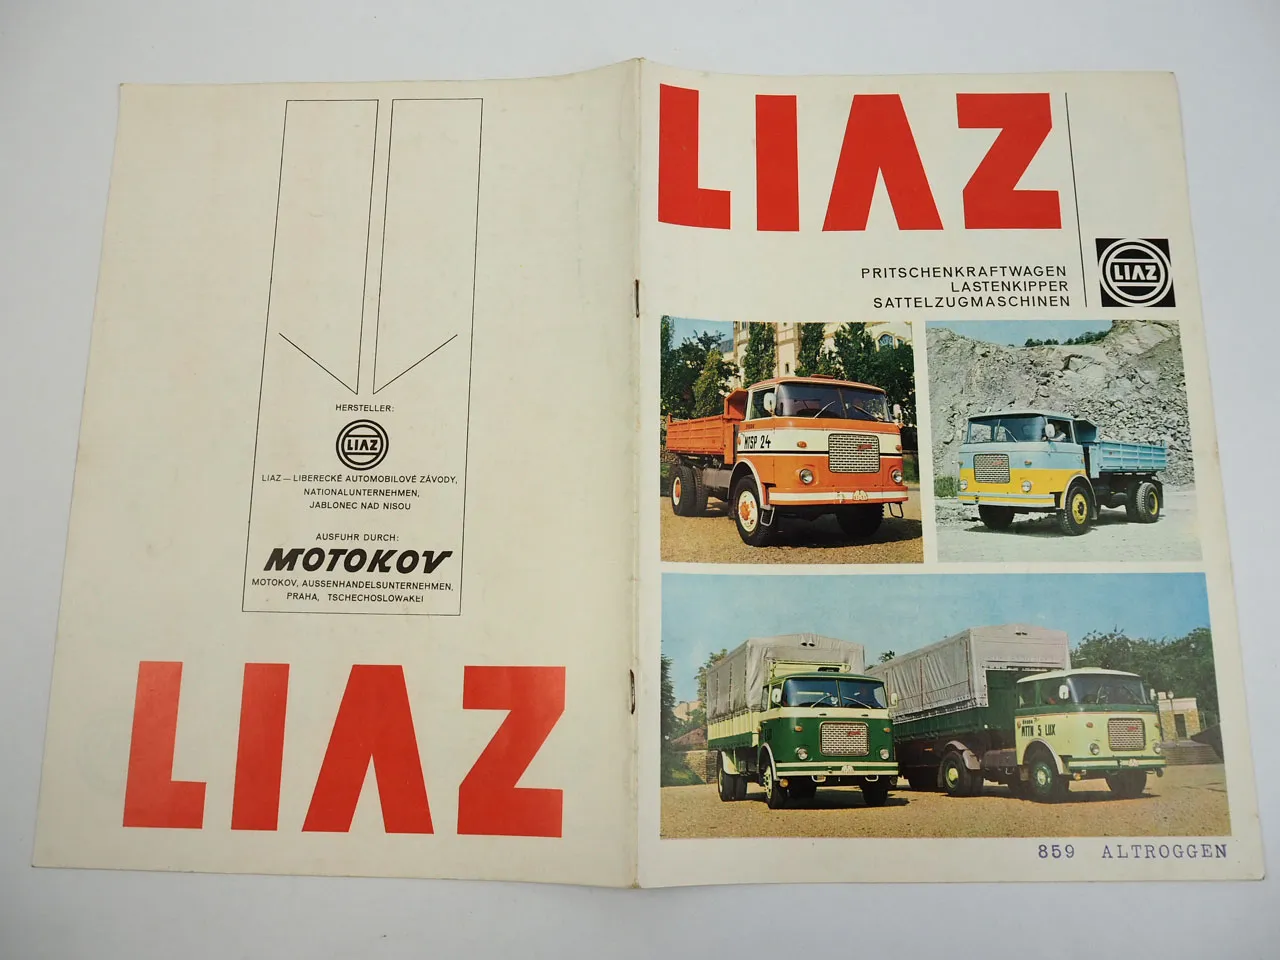 HERSTELLER:
LIAZ
LIAZ — LIBERECKÉ AUTOMOBILOVÉ ZÁVODY,
NATIONALUNTERNEHMEN,
JABLONEC NAD NISOU
AUSFUHR DURCH:
MOTOKOV
MOTOKOV, AUSSENHANDELSUNTERNEHMEN,
PRAHA, TSCHECHOSLOWAKEI
LIAZ
LIAZ
PRITSCHENKRAFTWAGEN
LASTENKIPPER
SATTELZUGMASCHINEN
LIAZ
MTSP 24
MTTN 5 LUX
859 ALTROGGEN